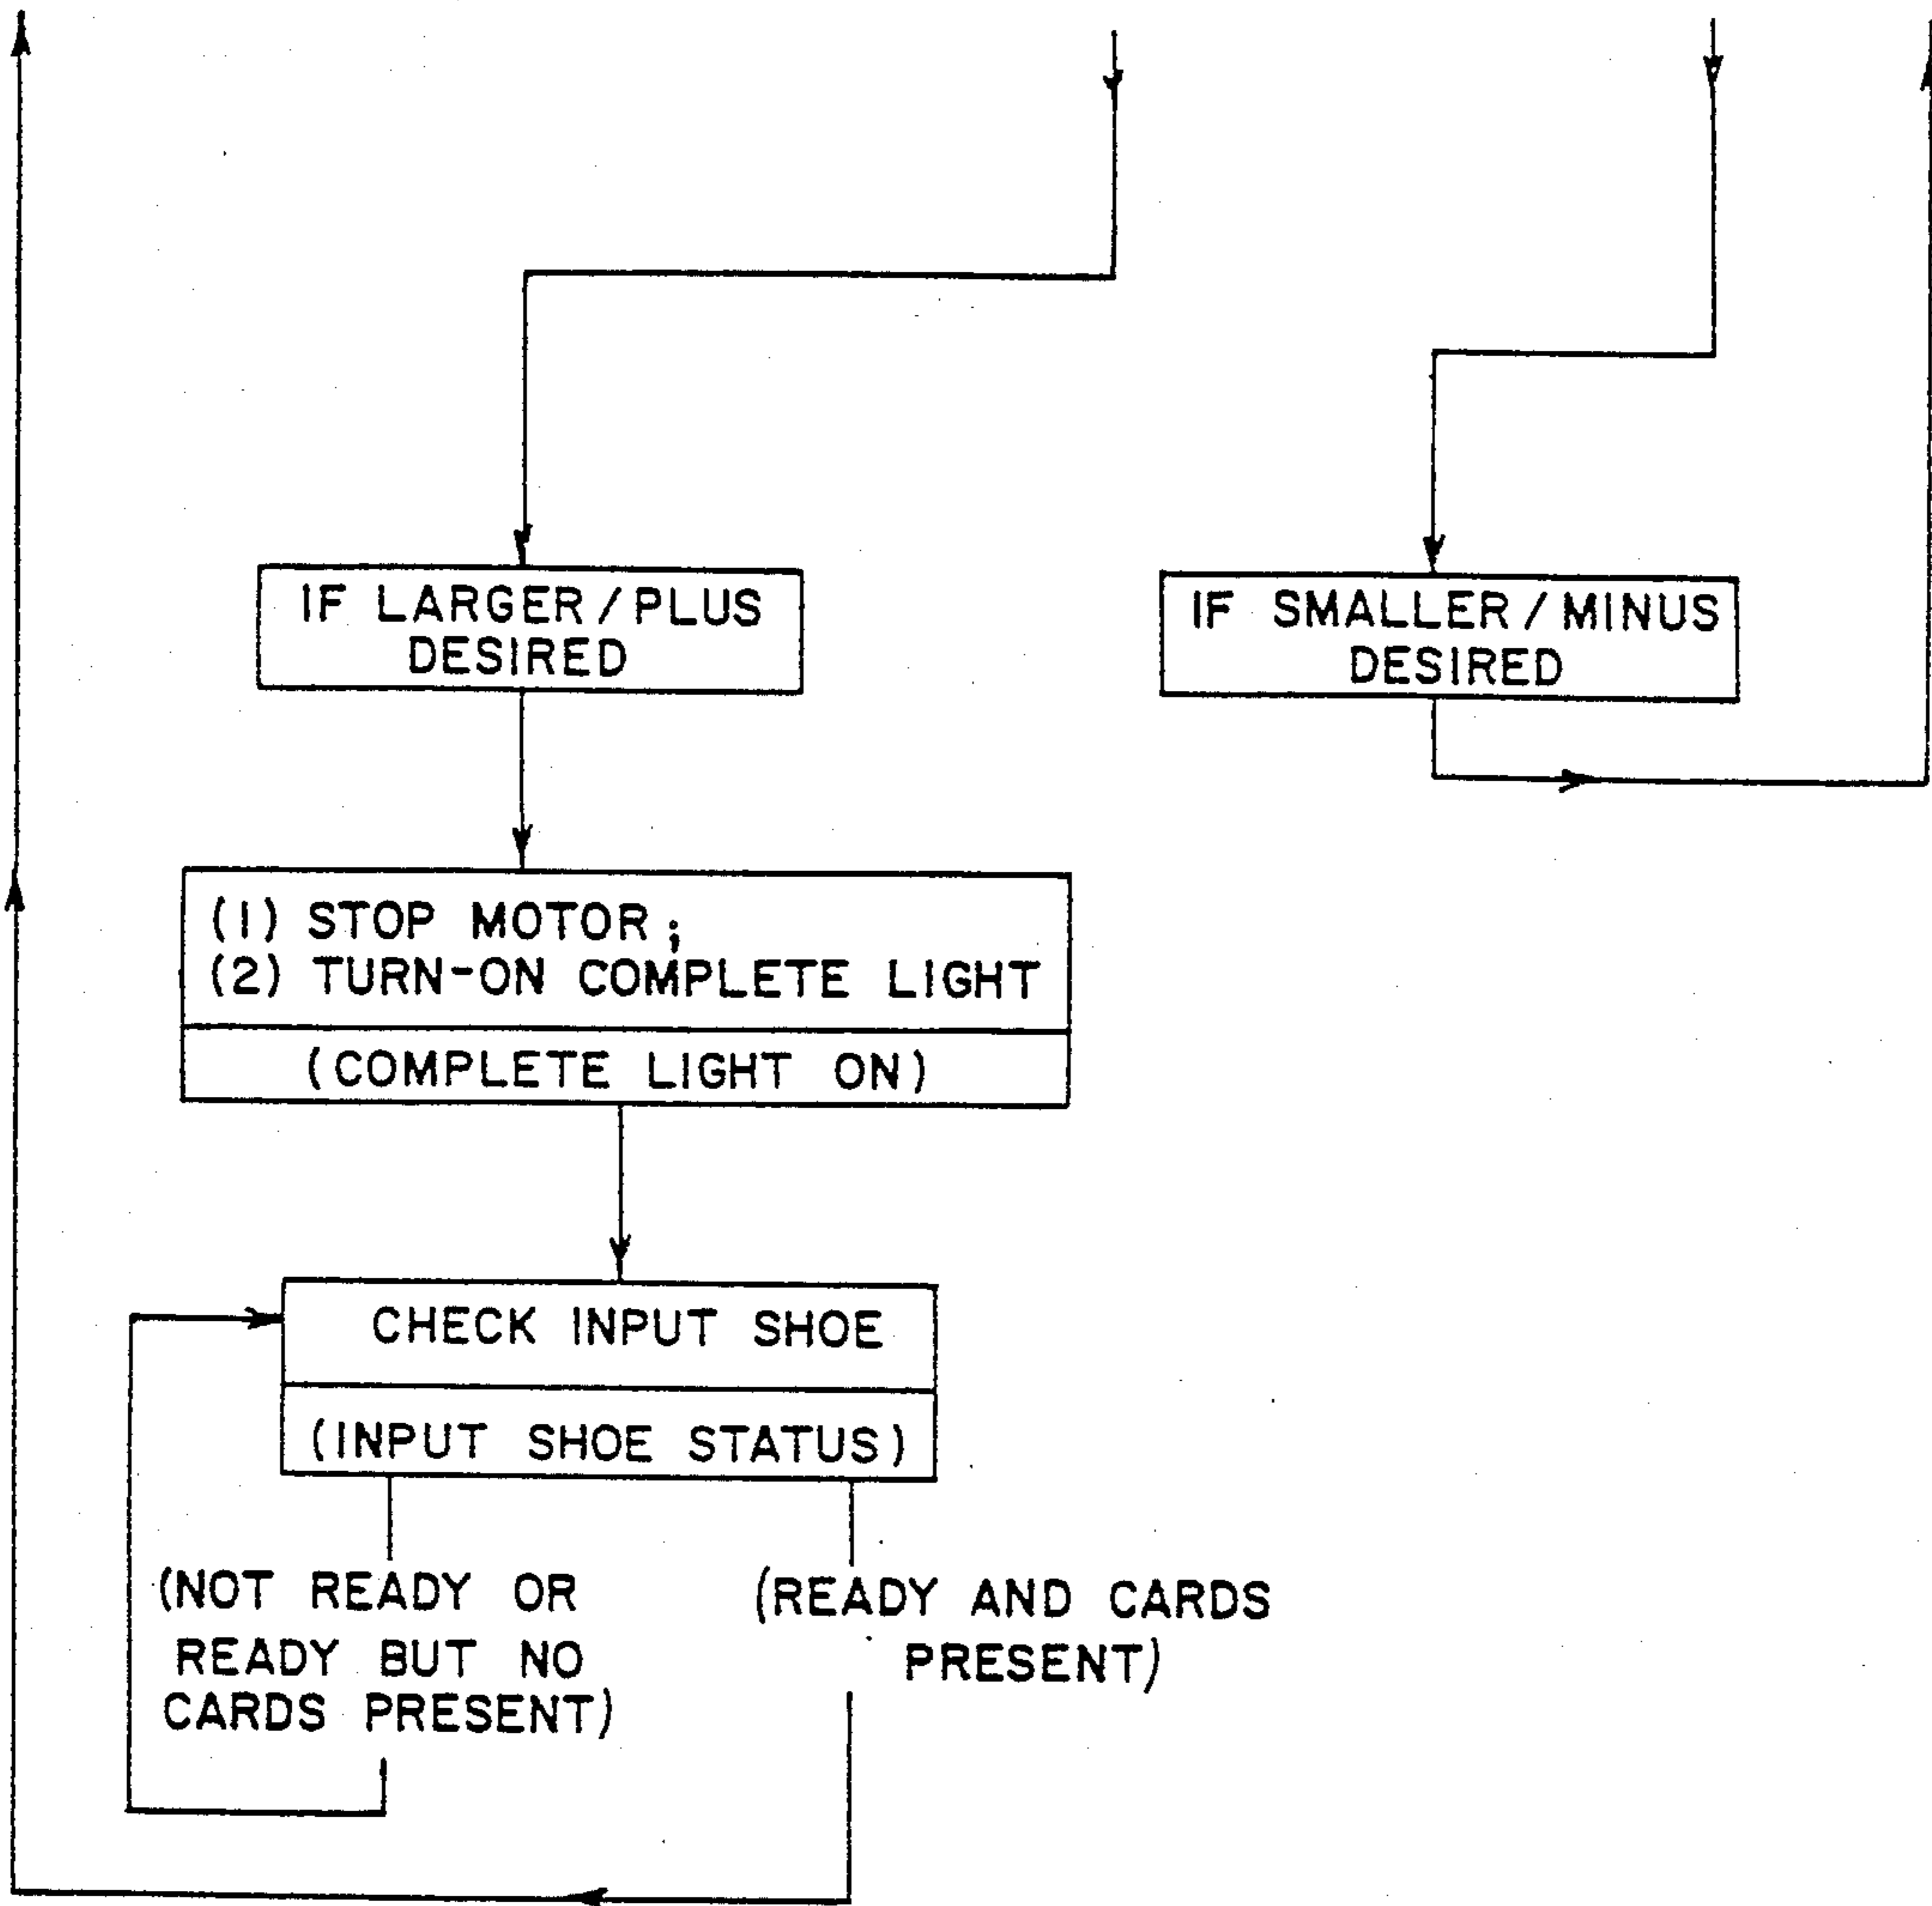 IF LARGER / PLUS
DESIRED
IF SMALLER / MINUS
DESIRED
(1) STOP MOTOR;
(2) TURN-ON COMPLETE LIGHT
(COMPLETE LIGHT ON)
CHECK INPUT SHOE
(INPUT SHOE STATUS)
(NOT READY OR
READY BUT NO
CARDS PRESENT)
(READY AND CARDS
PRESENT)